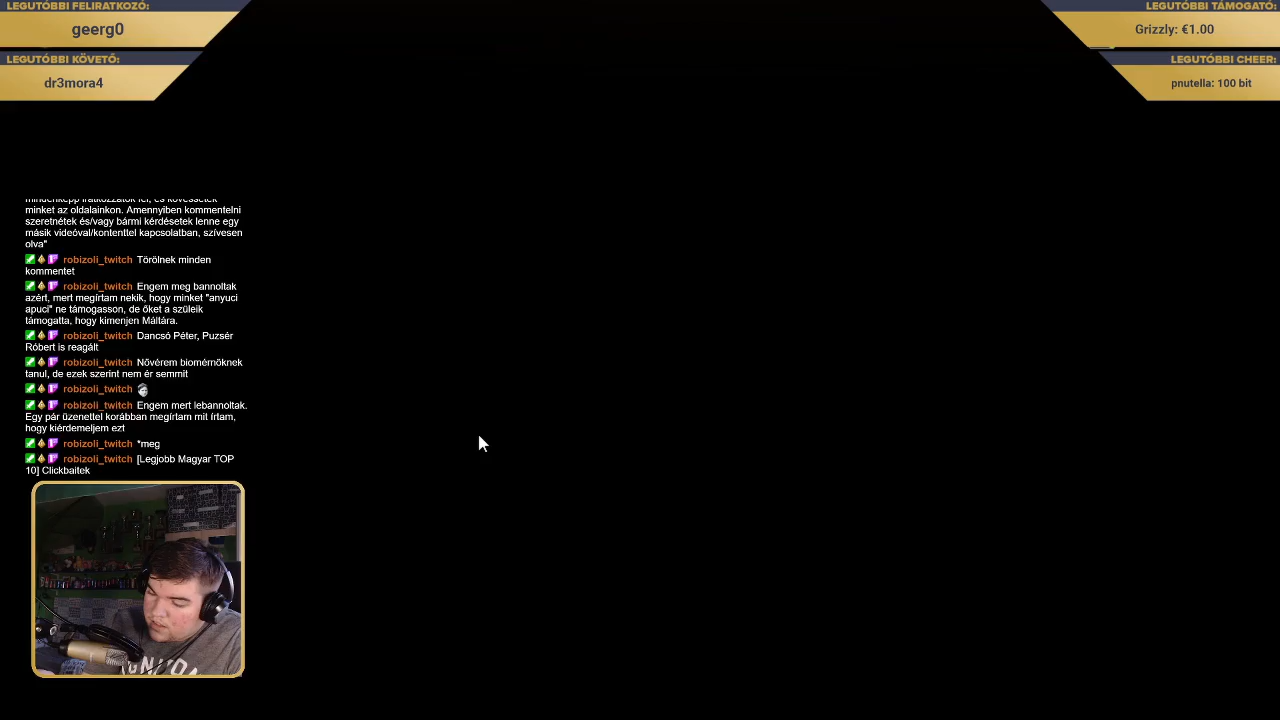 LEGUTÓBBI FELIRATKOZÓ:
geerg0
LEGUTÓBBI KÖVETŐ:
dr3mora4
LEGUTÓBBI TÁMOGATÓ:
Grizzly: €1.00
LEGUTÓBBI CHEER:
pnutella: 100 bit
mindenképp iratkozzatok fel, és kövessétek
minket az oldalainkon. Amennyiben kommentelni
szeretnétek és/vagy bármi kérdésetek lenne egy
másik videóval/kontenttel kapcsolatban, szívesen
olva"
robizoli_twitch Törölnek minden
kommentet
robizoli_twitch Engem meg bannoltak
azért, mert megírtam nekik, hogy minket "anyuci
apuci" ne támogasson, de őket a szüleik
támogatta, hogy kimenjen Máltára.
robizoli_twitch Dancsó Péter, Puzsér
Róbert is reagált
robizoli_twitch Nővérem biomérnöknek
tanul, de ezek szerint nem ér semmit
robizoli_twitch
robizoli_twitch Engem mert lebannoltak.
Egy pár üzenettel korábban megírtam mit írtam,
hogy kiérdemeljem ezt
robizoli_twitch *meg
robizoli_twitch [Legjobb Magyar TOP
10] Clickbaitek